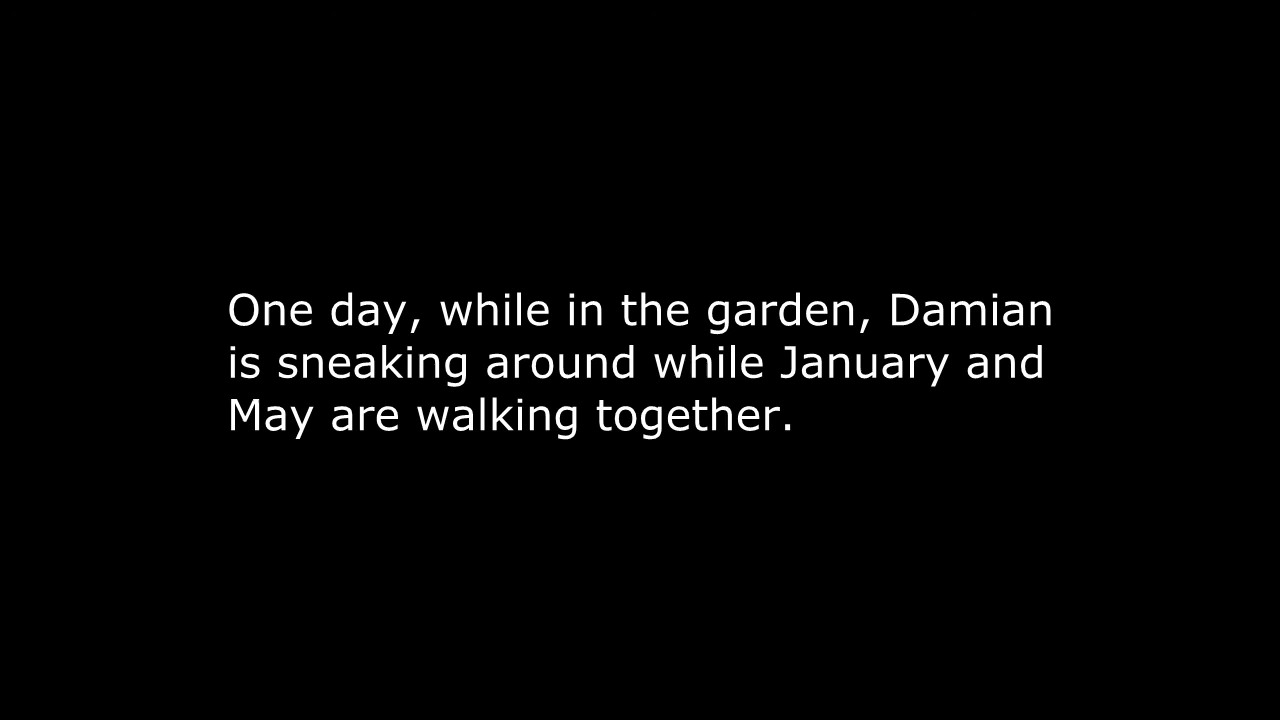 One day, while in the garden, Damian
is sneaking around while January and
May are walking together.